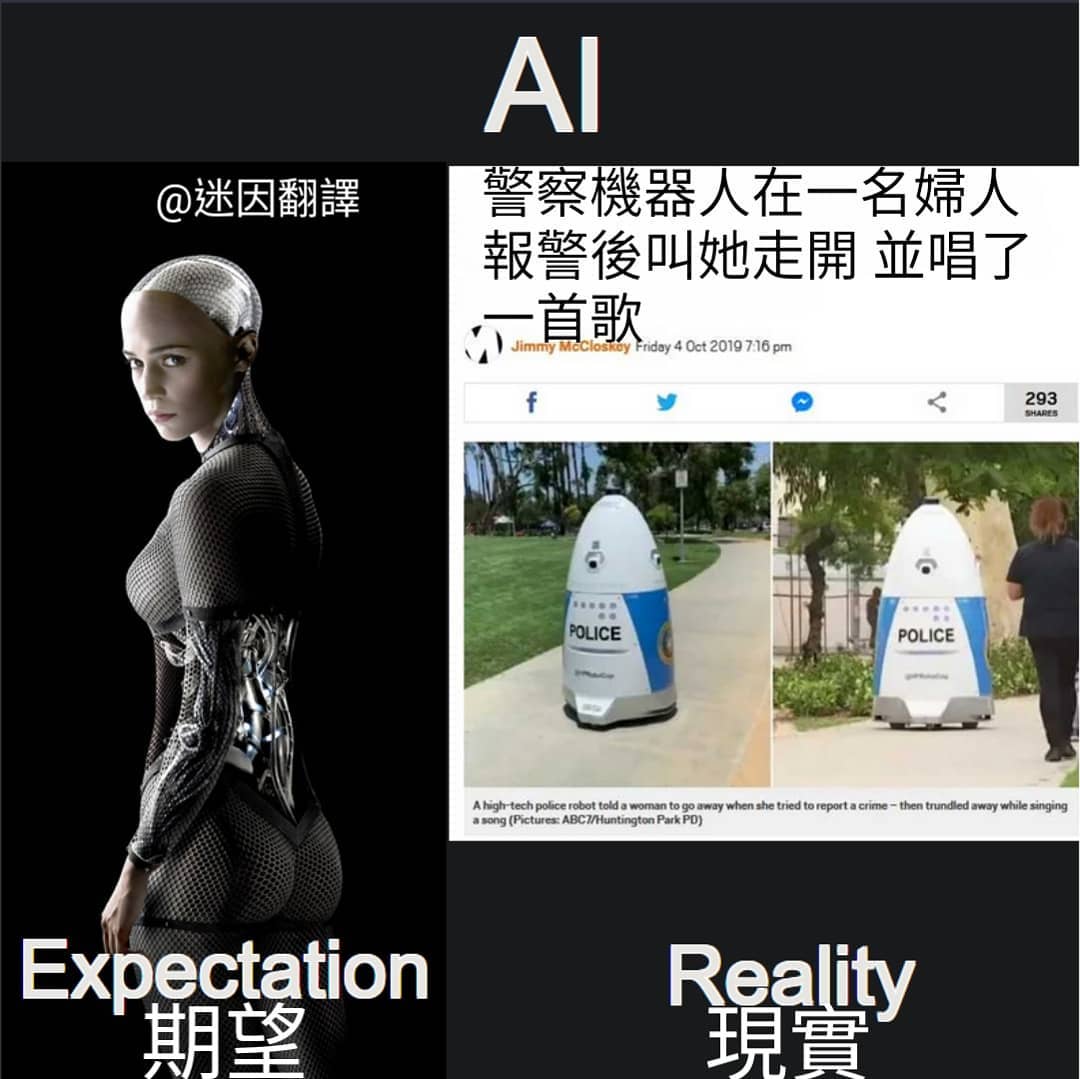 AI
@迷因翻譯
警察機器人在一名婦人
報警後叫她走開 並唱了
一首歌
Jimmy McCloskey Friday 4 Oct 2019 7:16 pm
293
SHARES
POLICE
POLICE
A high-tech police robot told a woman to go away when she tried to report a crime – then trundled away while singing
a song (Pictures: ABC7/Huntington Park PD)
Expectation
期望
Reality
現實